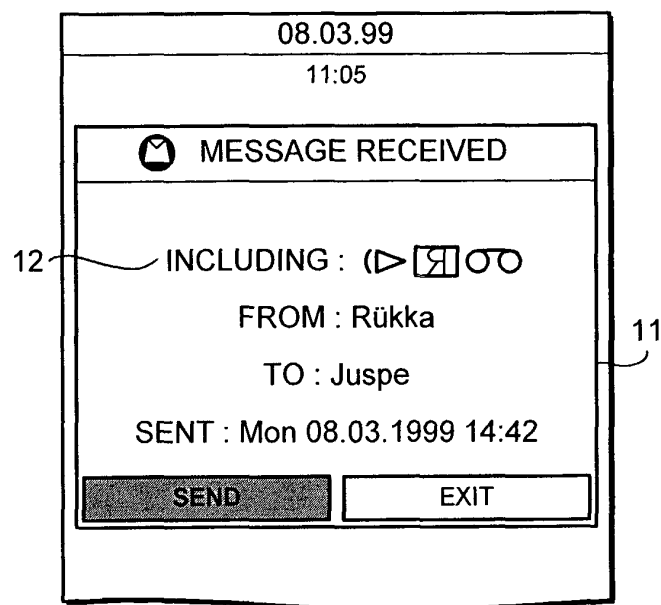 08.03.99
11:05
MESSAGE RECEIVED
12 INCLUDING : Я
FROM : Rükka
11
TO : Juspe
SENT : Mon 08.03.1999 14:42
SEND EXIT